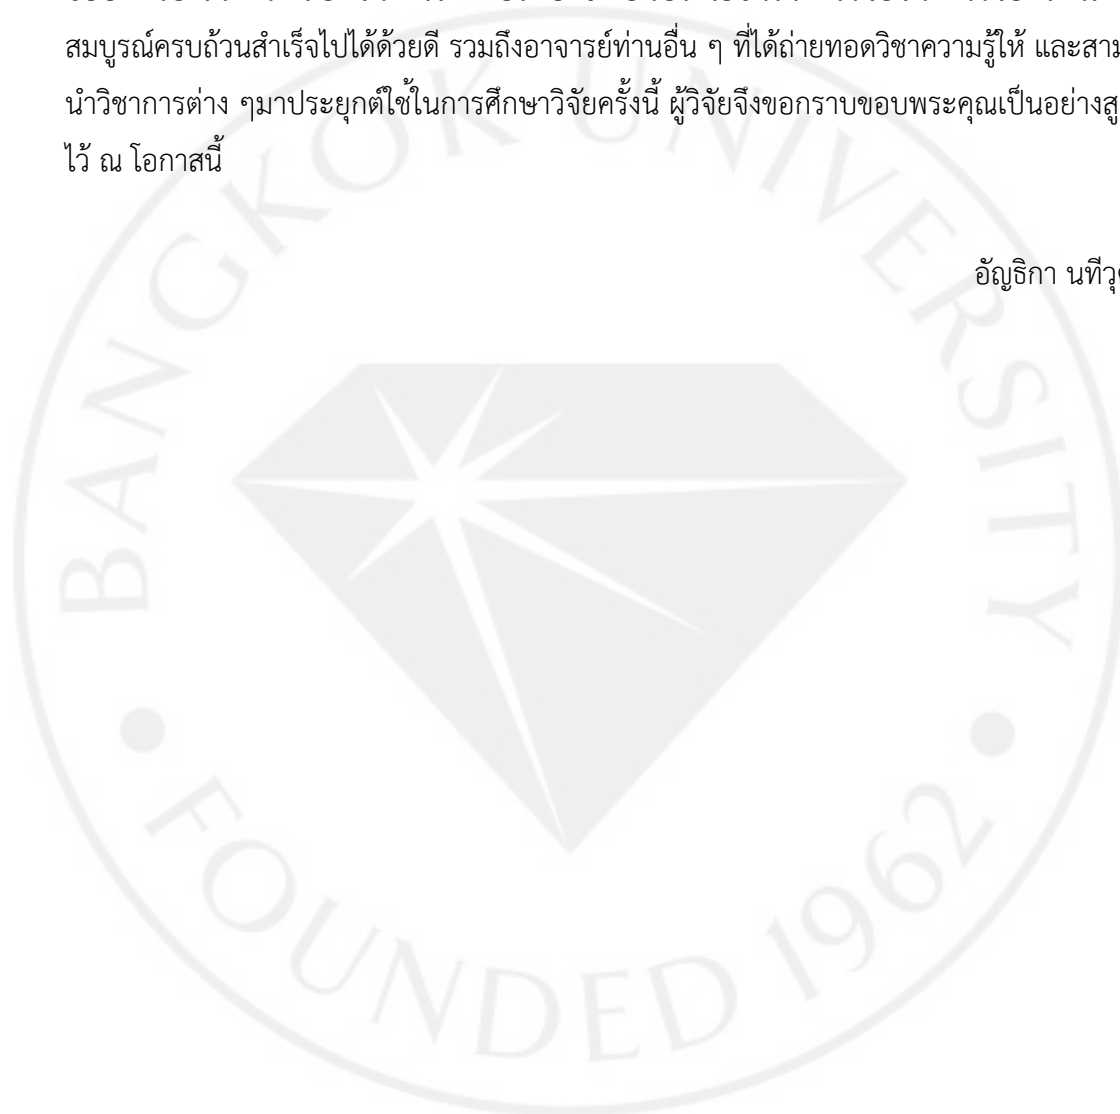 สมบูรณ์ครบถ้วนสำเร็จไปได้ด้วยดี รวมถึงอาจารย์ท่านอื่น ๆ ที่ได้ถ่ายทอดวิชาความรู้ให้ และ
นำวิชาการต่าง ๆมาประยุกต์ใช้ในการศึกษาวิจัยครั้งนี้ ผู้วิจัยจึงขอกราบขอบพระคุณเป็นอย่าง
ไว้ ณ โอกาสนี้
อัญธิกา
BANGKOK UNIVERSITY
FOUNDED 1962